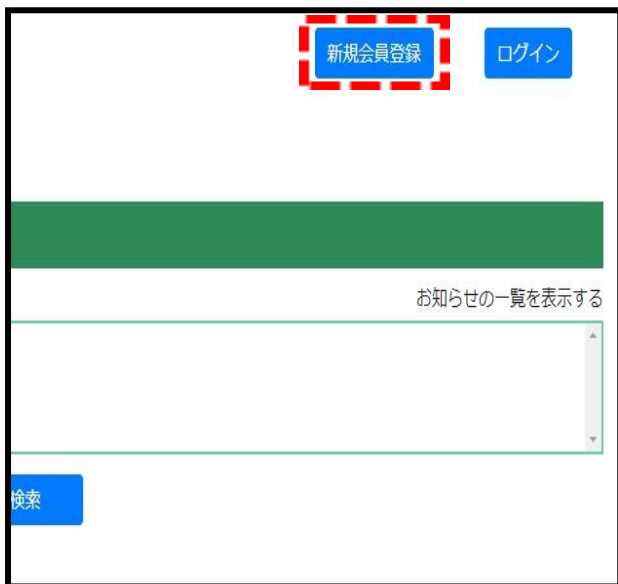 新規会員登録
ログイン
お知らせの一覧を表示する
検索